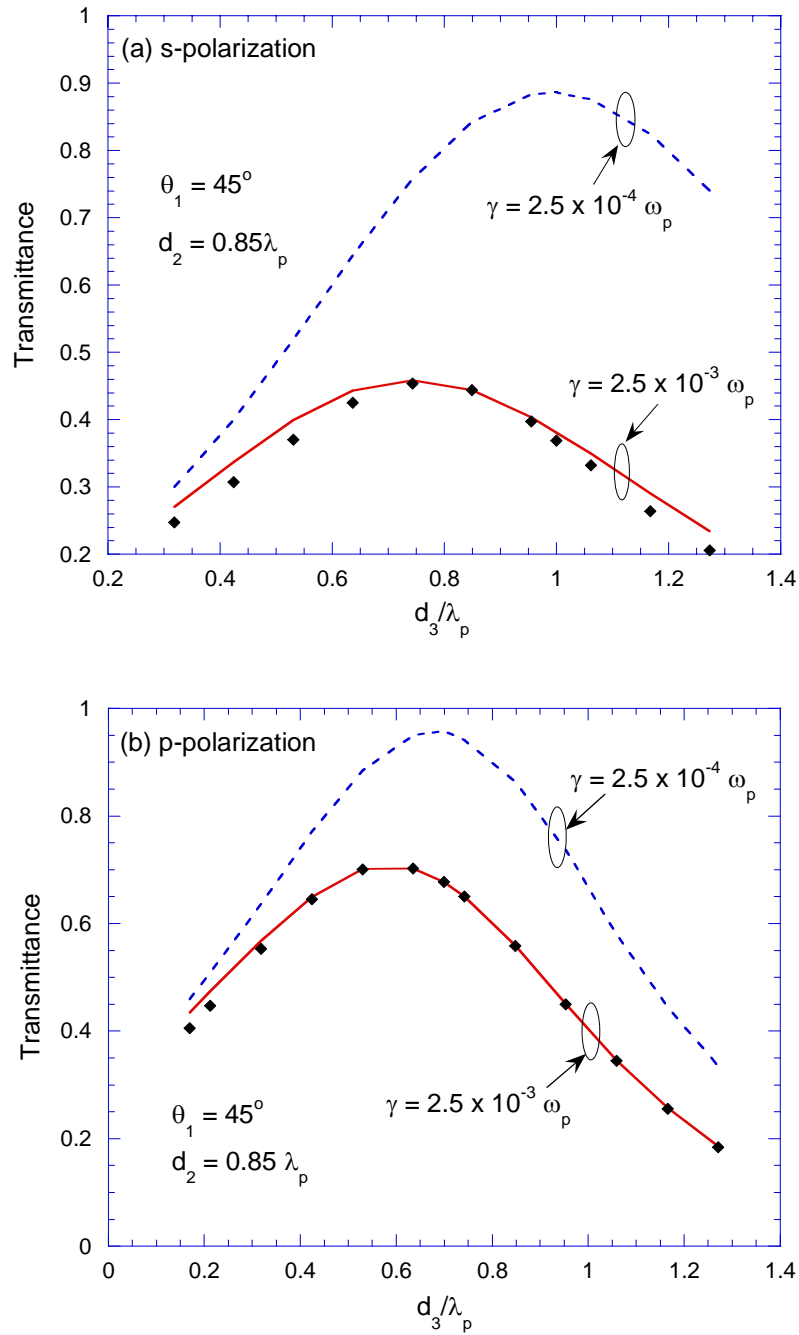 1
(a) s-polarization
0.9
0.8
θ₁ = 45°
γ = 2.5 x 10⁻⁴ ωₚ
0.7
d₂ = 0.85λₚ
0.6
Transmittance
0.5
γ = 2.5 x 10⁻³ ωₚ
0.4
0.3
0.2
0.2 0.4 0.6 0.8 1 1.2 1.4
d₃/λₚ
1
(b) p-polarization
γ = 2.5 x 10⁻⁴ ωₚ
0.8
0.6
Transmittance
0.4
γ = 2.5 x 10⁻³ ωₚ
θ₁ = 45°
0.2
d₂ = 0.85 λₚ
0
0 0.2 0.4 0.6 0.8 1 1.2 1.4
d₃/λₚ